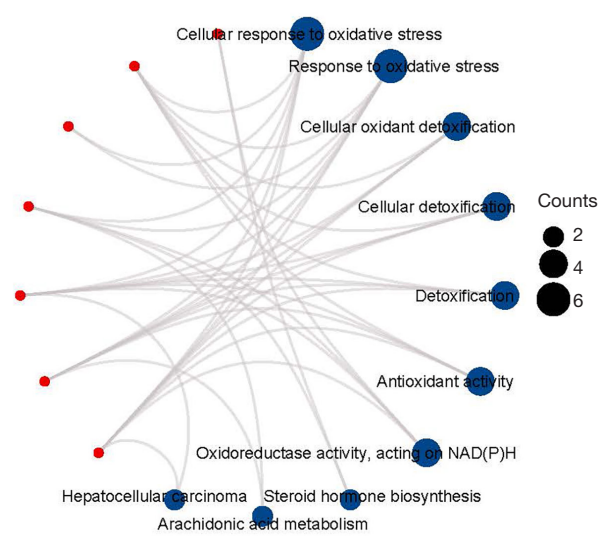 Cellular response to oxidative stress
Response to oxidative stress
Cellular oxidant detoxification
Cellular detoxification
Detoxification
Antioxidant activity
Oxidoreductase activity, acting on NAD(P)H
Hepatocellular carcinoma
Steroid hormone biosynthesis
Arachidonic acid metabolism
Counts
2
4
6